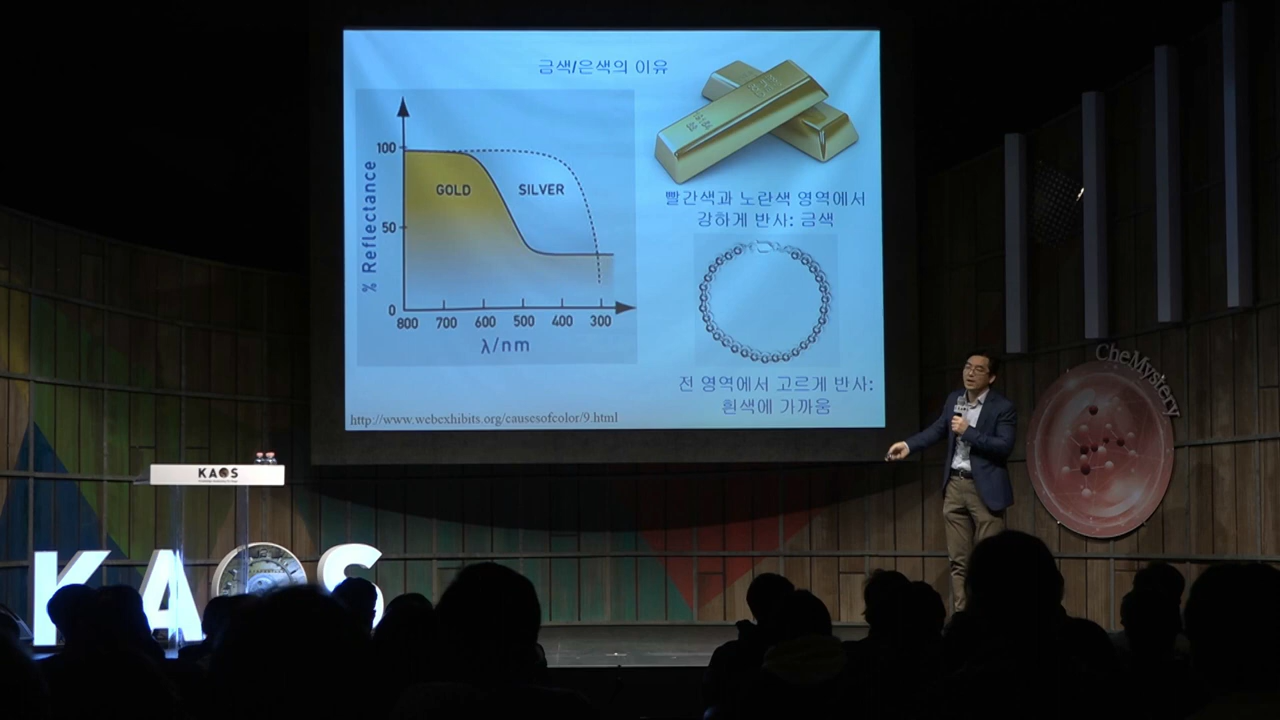 금색/은색의 이유
% Reflectance
100
50
0
GOLD
SILVER
800 700 600 500 400 300
λ/nm
빨간색과 노란색 영역에서
강하게 반사: 금색
전 영역에서 고르게 반사:
흰색에 가까움
http://www.webexhibits.org/causesofcolor/9.html
CheMystery
KAOS
KAOS